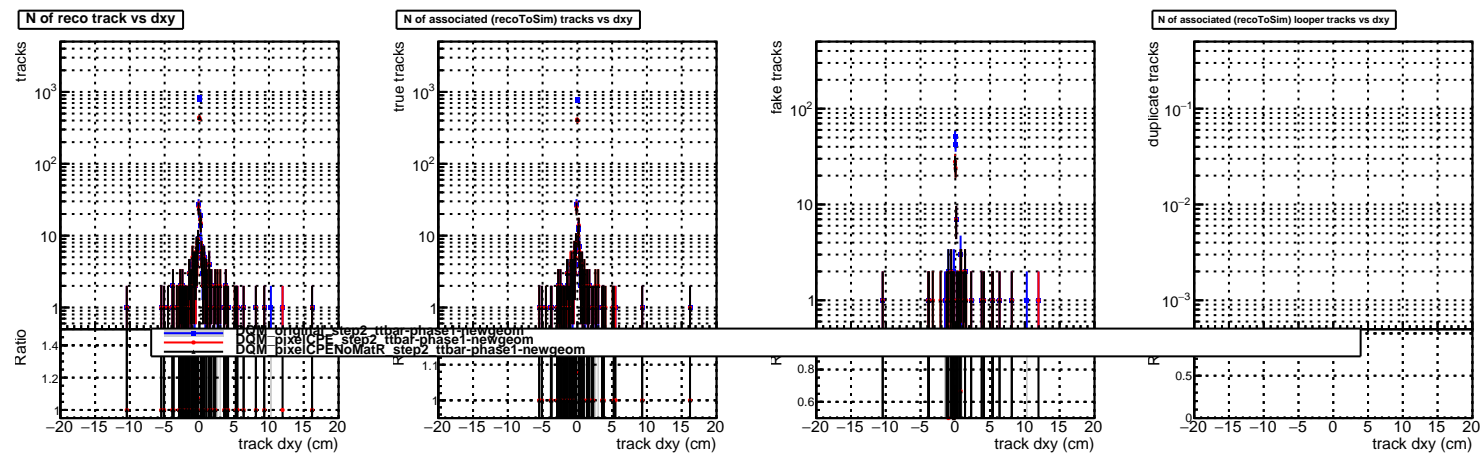 N of reco track vs dxy
tracks
10³
10²
10
1
Ratio
1.4
1.2
1
−20 −15 −10 −5 0 5 10 15 20
track dxy (cm)
N of associated (recoToSim) tracks vs dxy
true tracks
10³
10²
10
1
1.1
1
−20 −15 −10 −5 0 5 10 15 20
track dxy (cm)
fake tracks
10²
10
1
0.8
0.6
−20 −15 −10 −5 0 5 10 15 20
track dxy (cm)
N of associated (recoToSim) looper tracks vs dxy
duplicate tracks
10⁻¹
10⁻²
10⁻³
0.5
0
−20 −15 −10 −5 0 5 10 15 20
track dxy (cm)
DQM_original_step2_ttbar-phase1-newgeom
DQM_pixelCPE_step2_ttbar-phase1-newgeom
DQM_pixelCPENoMatR_step2_ttbar-phase1-newgeom